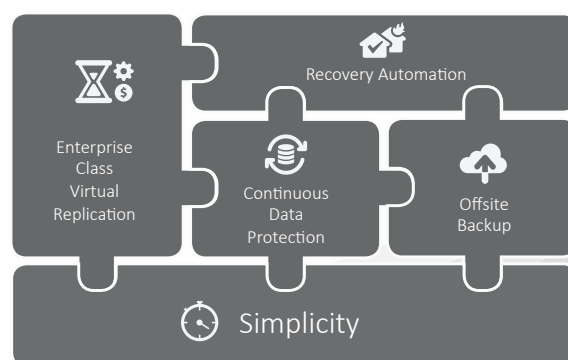 Recovery Automation
Enterprise
Class
Virtual
Replication
Continuous
Data
Protection
Offsite
Backup
Simplicity